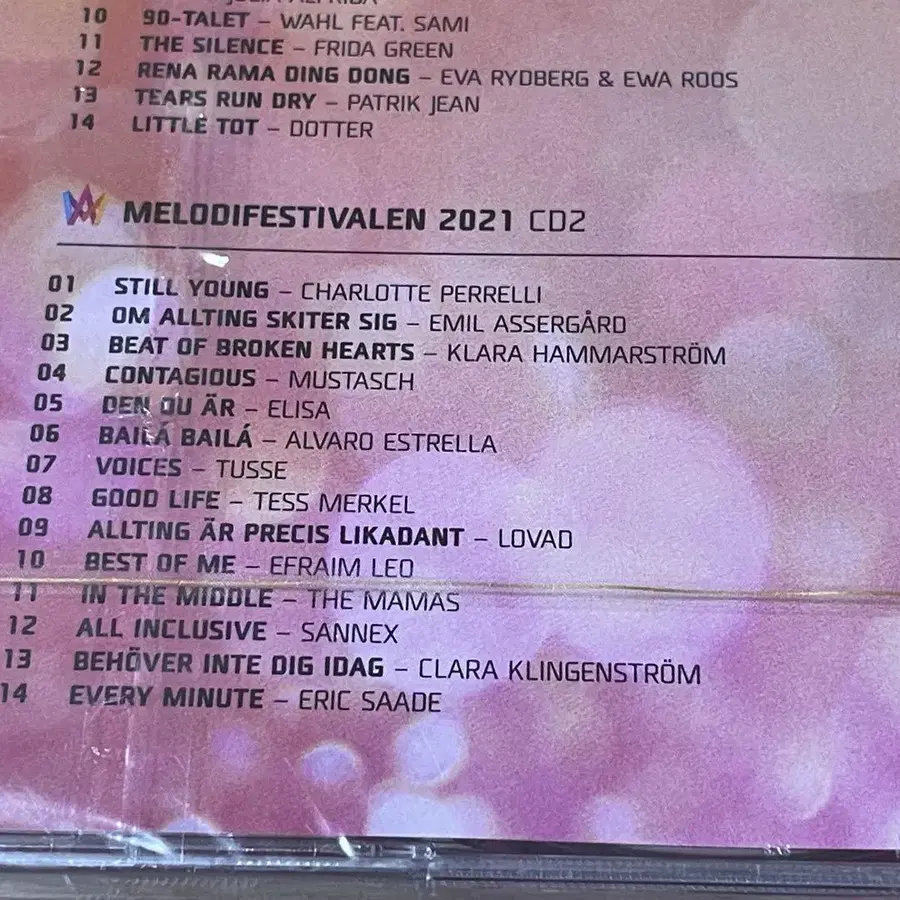 10 90-TALET – WAHL FEAT. SAMI
11 THE SILENCE – FRIDA GREEN
12 RENA RAMA DING DONG – EVA RYDBERG & EWA ROOS
13 TEARS RUN DRY – PATRIK JEAN
14 LITTLE TOT – DOTTER
MELODIFESTIVALEN 2021 CD2
01 STILL YOUNG – CHARLOTTE PERRELLI
02 OM ALLTING SKITER SIG – EMIL ASSERGÅRD
03 BEAT OF BROKEN HEARTS – KLARA HAMMARSTRÖM
04 CONTAGIOUS – MUSTASCH
05 DEN DU ÄR – ELISA
06 BAILÁ BAILÁ – ALVARO ESTRELLA
07 VOICES – TUSSE
08 GOOD LIFE – TESS MERKEL
09 ALLTING ÄR PRECIS LIKADANT – LOVAD
10 BEST OF ME – EFRAIM LEO
11 IN THE MIDDLE – THE MAMAS
12 ALL INCLUSIVE – SANNEX
13 BEHÖVER INTE DIG IDAG – CLARA KLINGENSTRÖM
14 EVERY MINUTE – ERIC SAADE